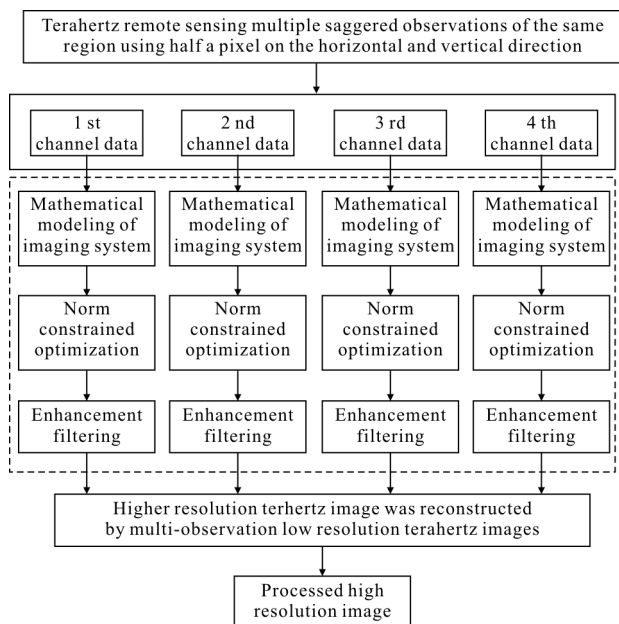 Terahertz remote sensing multiple saggered observations of the same
region using half a pixel on the horizontal and vertical direction
1 st
channel data
2 nd
channel data
3 rd
channel data
4 th
channel data
Mathematical
modeling of
imaging system
Mathematical
modeling of
imaging system
Mathematical
modeling of
imaging system
Mathematical
modeling of
imaging system
Norm
constrained
optimization
Norm
constrained
optimization
Norm
constrained
optimization
Norm
constrained
optimization
Enhancement
filtering
Enhancement
filtering
Enhancement
filtering
Enhancement
filtering
Higher resolution terhertz image was reconstructed
by multi-observation low resolution terahertz images
Processed high
resolution image